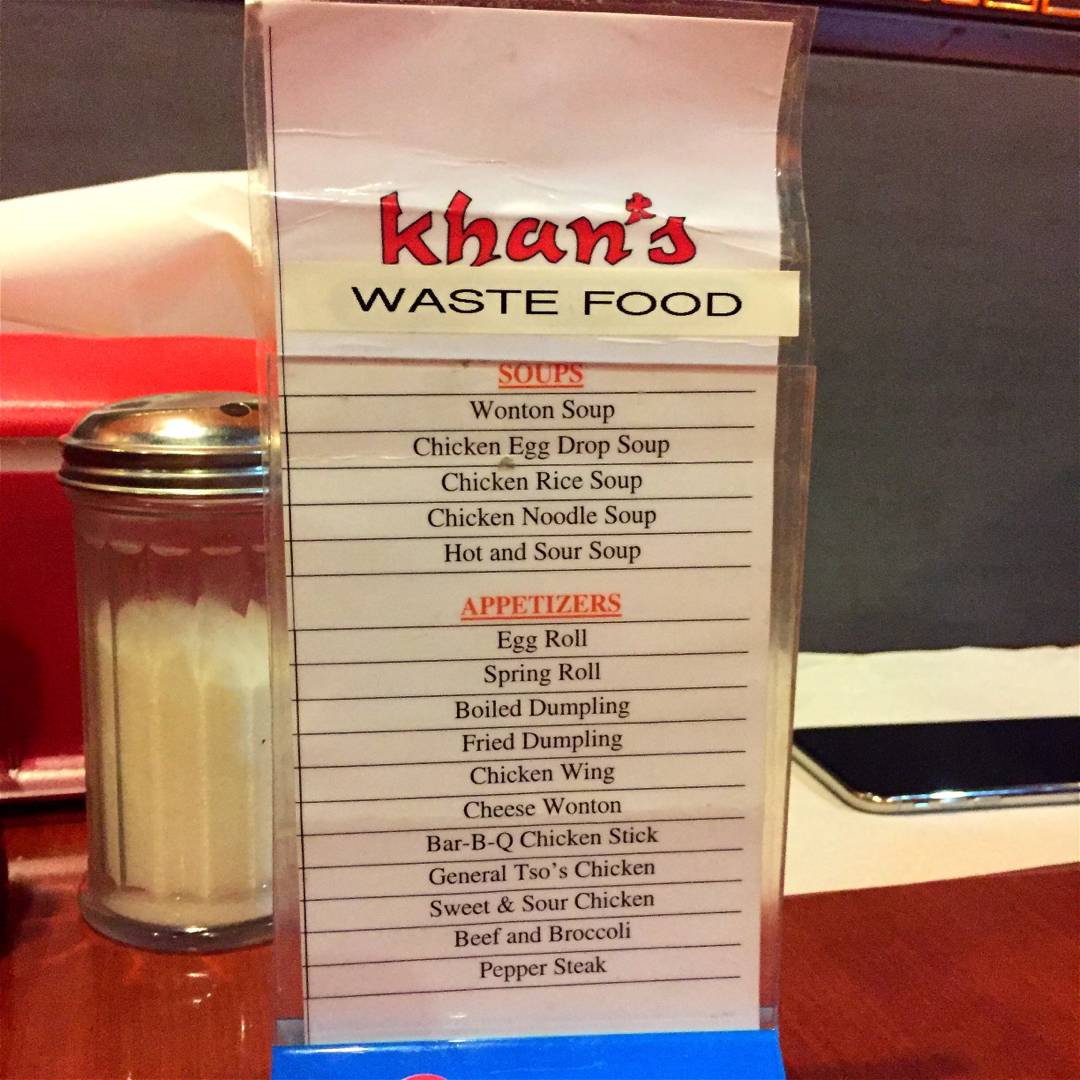 khan's
WASTE FOOD
SOUPS
Wonton Soup
Chicken Egg Drop Soup
Chicken Rice Soup
Chicken Noodle Soup
Hot and Sour Soup
APPETIZERS
Egg Roll
Spring Roll
Boiled Dumpling
Fried Dumpling
Chicken Wing
Cheese Wonton
Bar-B-Q Chicken Stick
General Tso's Chicken
Sweet & Sour Chicken
Beef and Broccoli
Pepper Steak